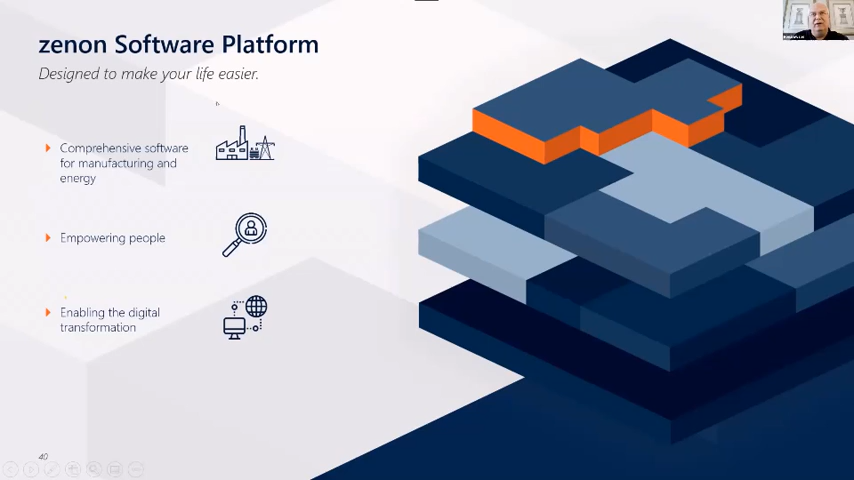 zenon Software Platform
Designed to make your life easier.
Comprehensive software
for manufacturing and
energy
Empowering people
Enabling the digital
transformation
40